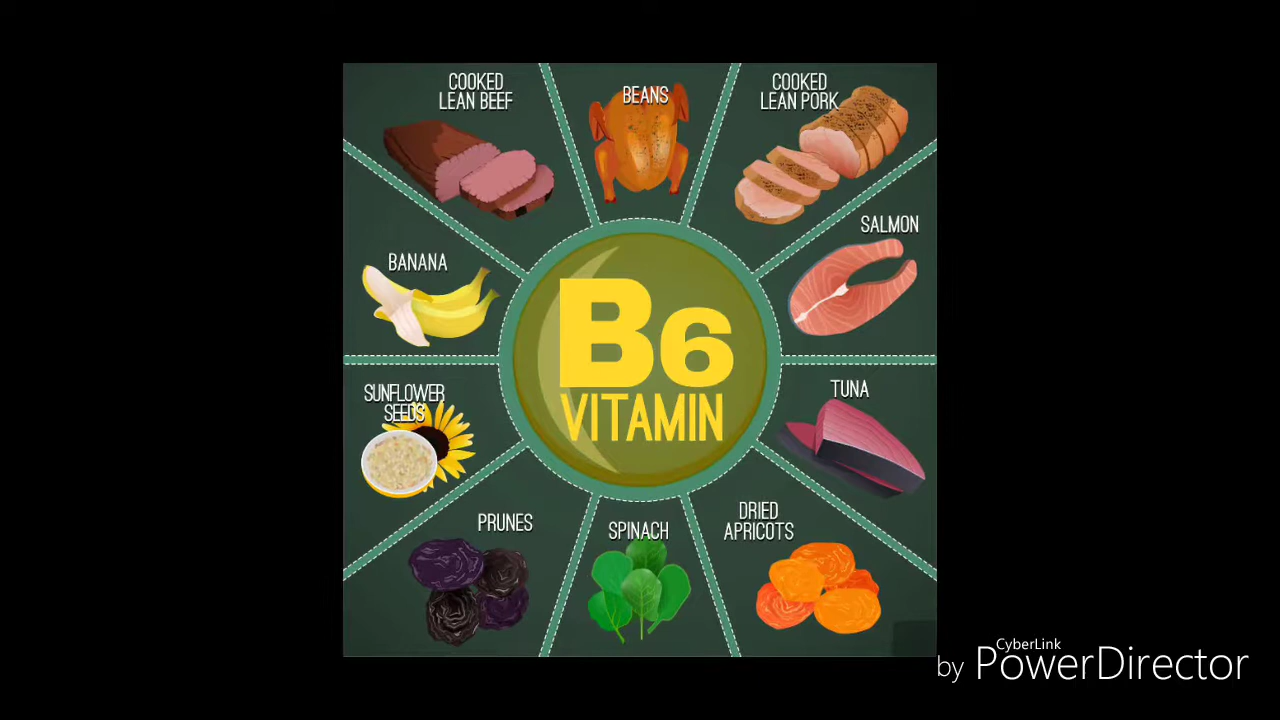 COOKED
LEAN BEEF
BEANS
COOKED
LEAN PORK
BANANA
SALMON
B6
VITAMIN
SUNFLOWER
SEEDS
TUNA
PRUNES
SPINACH
DRIED
APRICOTS
CyberLink
by PowerDirector